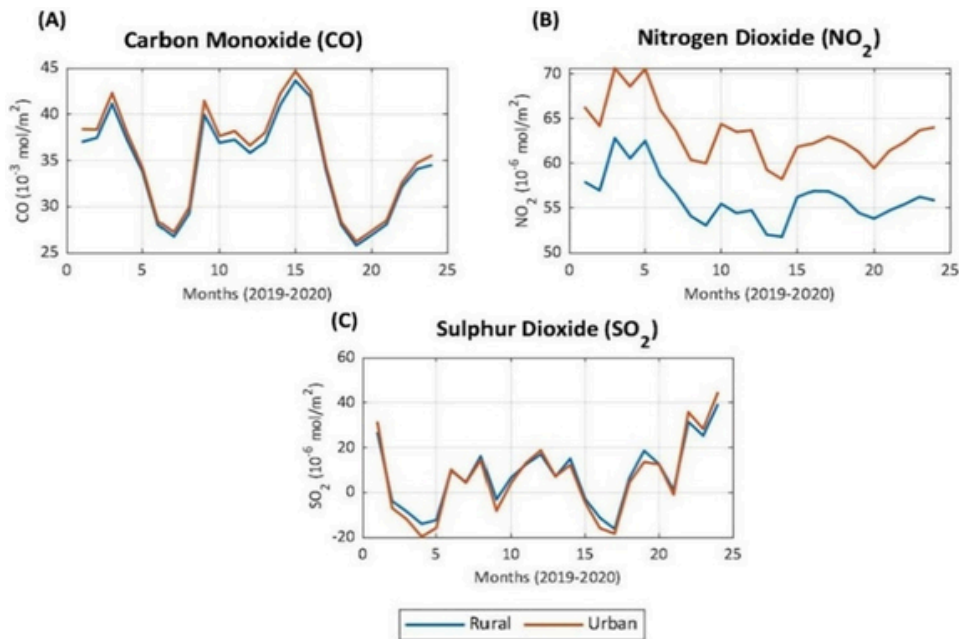 (A)
Carbon Monoxide (CO)
45
40
35
30
25
CO (10⁻³ mol/m²)
0 5 10 15 20 25
Months (2019-2020)
(B)
Nitrogen Dioxide (NO₂)
70
65
60
55
50
NO₂ (10⁻⁶ mol/m²)
0 5 10 15 20 25
Months (2019-2020)
(C)
Sulphur Dioxide (SO₂)
60
40
20
0
-20
SO₂ (10⁻⁶ mol/m²)
0 5 10 15 20 25
Months (2019-2020)
Rural Urban